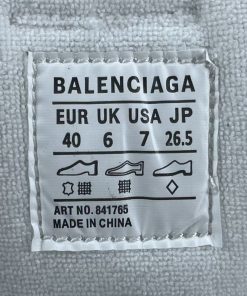 BALENCIAGA
EUR UK USA JP
40 6 7 26.5
ART NO. 841765
MADE IN CHINA